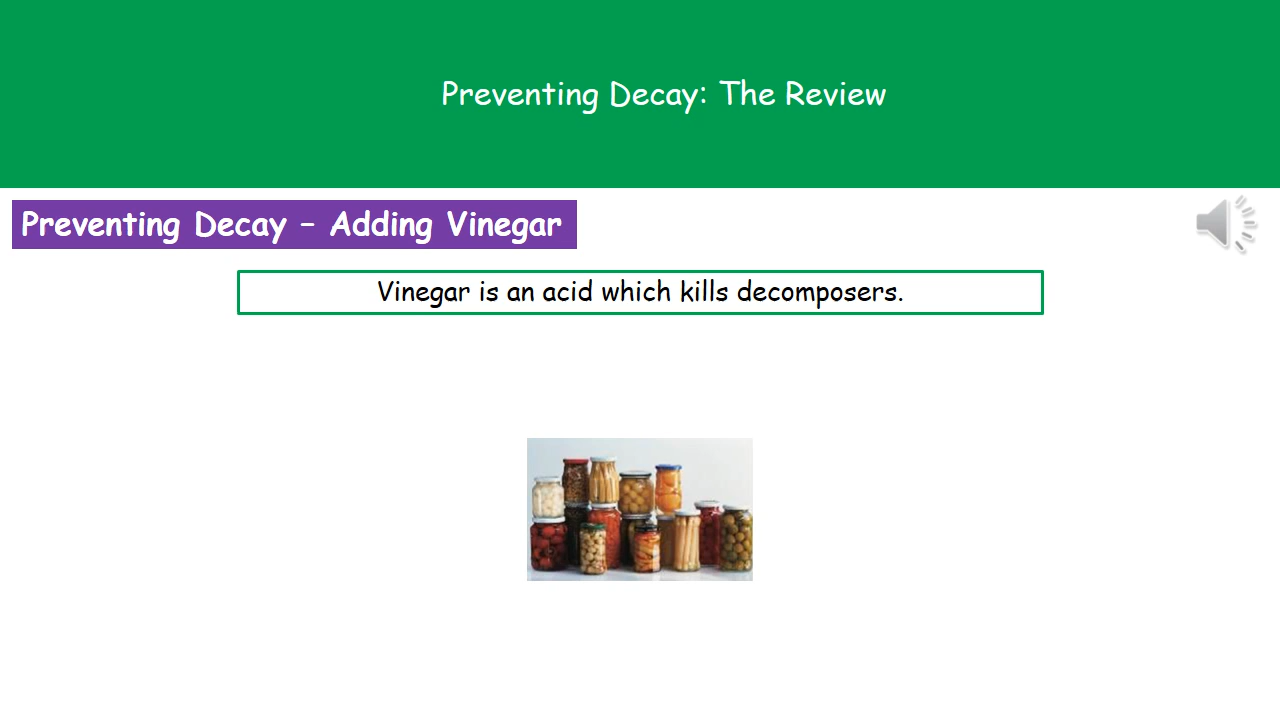 Preventing Decay: The Review
Preventing Decay – Adding Vinegar
Vinegar is an acid which kills decomposers.